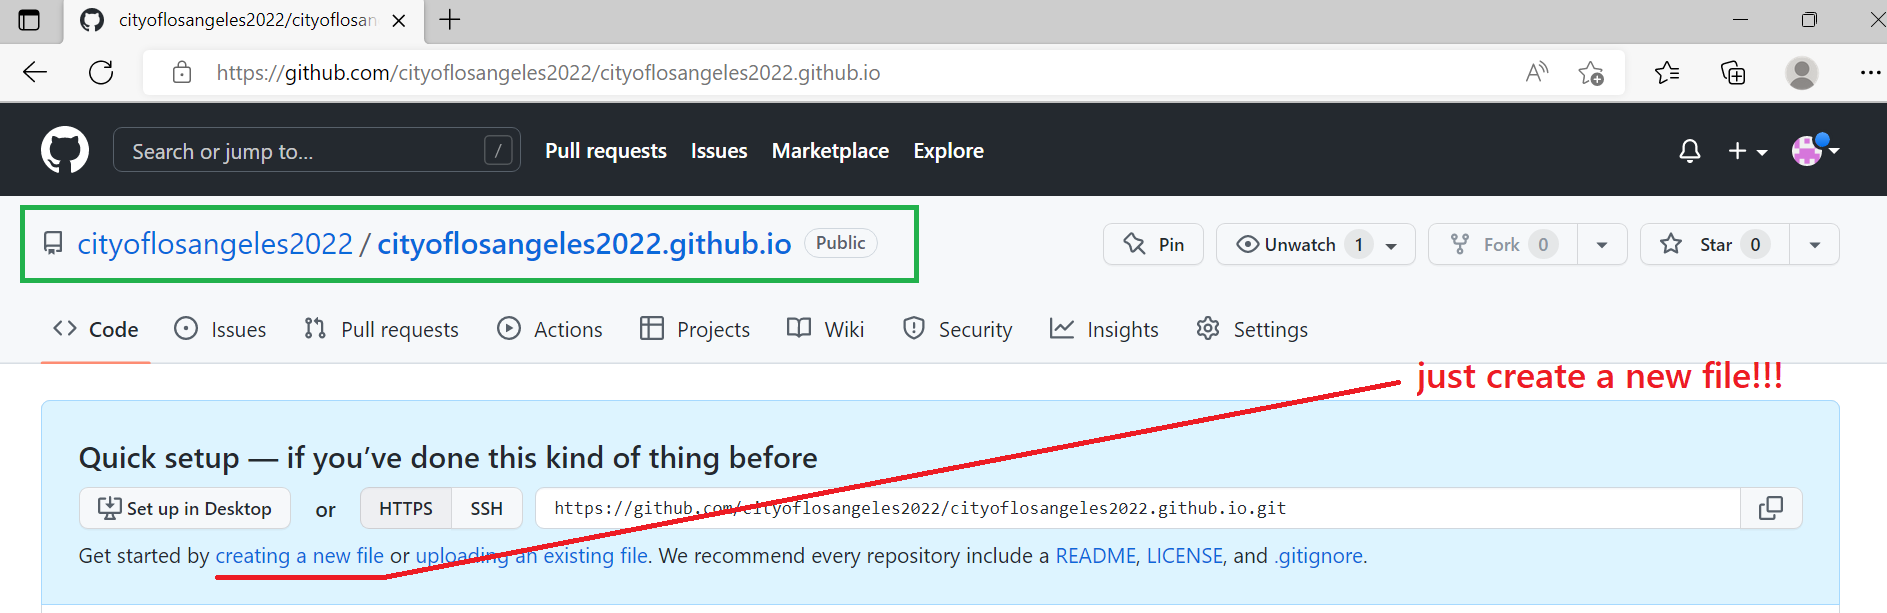 cityoflosangeles2022/cityoflosan
https://github.com/cityoflosangeles2022/cityoflosangeles2022.github.io
Search or jump to... /
Pull requests Issues Marketplace Explore
cityoflosangeles2022 / cityoflosangeles2022.github.io Public
Pin Unwatch 1 Fork 0 Star 0
Code Issues Pull requests Actions Projects Wiki Security Insights Settings
just create a new file!!!
Quick setup — if you’ve done this kind of thing before
Set up in Desktop or HTTPS SSH https://github.com/cityoflosangeles2022/cityoflosangeles2022.github.io.git
Get started by creating a new file or uploading an existing file. We recommend every repository include a README, LICENSE, and .gitignore.